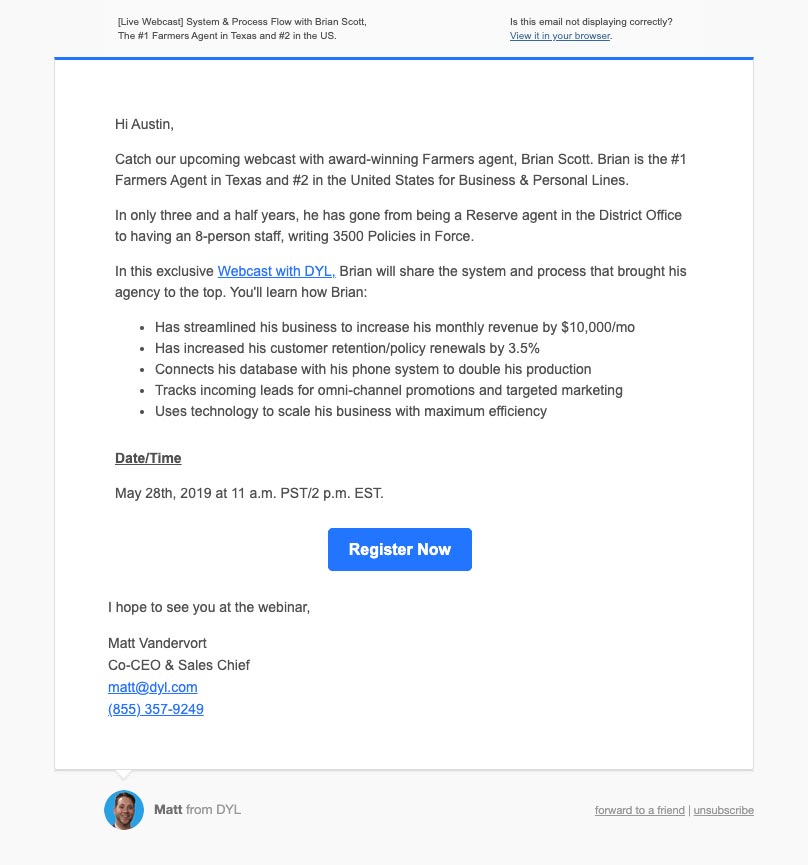 [Live Webcast] System & Process Flow with Brian Scott,
The #1 Farmers Agent in Texas and #2 in the US.
Is this email not displaying correctly?
View it in your browser.
Hi Austin,
Catch our upcoming webcast with award-winning Farmers agent, Brian Scott. Brian is the #1
Farmers Agent in Texas and #2 in the United States for Business & Personal Lines.
In only three and a half years, he has gone from being a Reserve agent in the District Office
to having an 8-person staff, writing 3500 Policies in Force.
In this exclusive Webcast with DYL, Brian will share the system and process that brought his
agency to the top. You'll learn how Brian:
• Has streamlined his business to increase his monthly revenue by $10,000/mo
• Has increased his customer retention/policy renewals by 3.5%
• Connects his database with his phone system to double his production
• Tracks incoming leads for omni-channel promotions and targeted marketing
• Uses technology to scale his business with maximum efficiency
Date/Time
May 28th, 2019 at 11 a.m. PST/2 p.m. EST.
Register Now
I hope to see you at the webinar,
Matt Vandervort
Co-CEO & Sales Chief
matt@dyl.com
(855) 357-9249
Matt from DYL
forward to a friend | unsubscribe